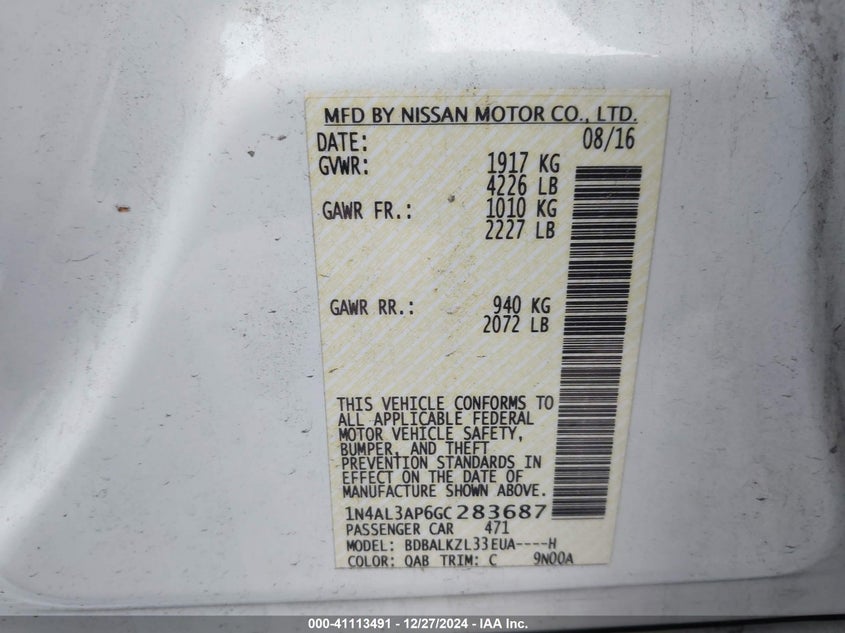 MFD BY NISSAN MOTOR CO., LTD.
DATE: 08/16
GVWR: 1917 KG
4226 LB
GAWR FR.: 1010 KG
2227 LB
GAWR RR.: 940 KG
2072 LB
THIS VEHICLE CONFORMS TO
ALL APPLICABLE FEDERAL
MOTOR VEHICLE SAFETY,
BUMPER, AND THEFT
PREVENTION STANDARDS IN
EFFECT ON THE DATE OF
MANUFACTURE SHOWN ABOVE.
1N4AL3AP6GC283687
PASSENGER CAR 471
MODEL: BDBALKZL33EUA----H
COLOR: QAB TRIM: C 9N00A
000-41113491 - 12/27/2024 - IAA Inc.